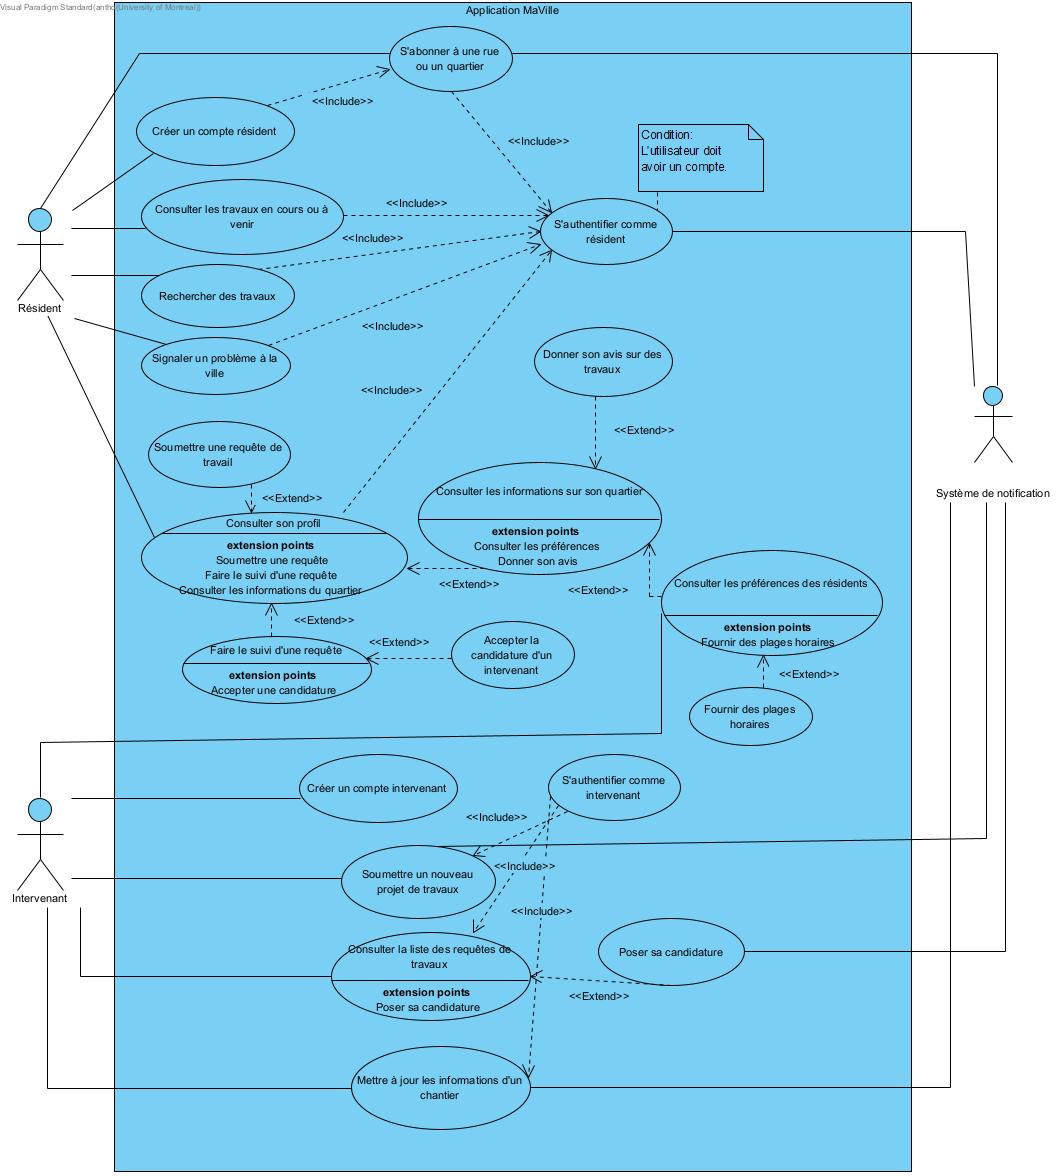 Visual Paradigm Standard(antho(University of Montreal))
Application MaVille
S'abonner à une rue
ou un quartier
<<Include>>
Créer un compte résident
<<Include>>
Condition:
L'utilisateur doit
avoir un compte.
Consulter les travaux en cours ou à
venir
<<Include>>
S'authentifier comme
résident
<<Include>>
Rechercher des travaux
Résident
<<Include>>
Signaler un problème à la
ville
Donner son avis sur des
travaux
<<Include>>
<<Extend>>
Soumettre une requête de
travail
<<Extend>>
Système de notification
Consulter les informations sur son quartier
extension points
Consulter les préférences
Donner son avis
Consulter son profil
extension points
Soumettre une requête
Faire le suivi d'une requête
Consulter les informations du quartier
<<Extend>>
<<Extend>>
Consulter les préférences des résidents
extension points
Fournir des plages horaires
<<Extend>>
Faire le suivi d'une requête
extension points
Accepter une candidature
<<Extend>>
Accepter la
candidature d'un
intervenant
<<Extend>>
Fournir des plages
horaires
Créer un compte intervenant
S'authentifier comme
intervenant
<<Include>>
Intervenant
Soumettre un nouveau
projet de travaux
<<Include>>
<<Include>>
Consulter la liste des requêtes de
travaux
extension points
Poser sa candidature
Poser sa candidature
<<Extend>>
Mettre à jour les informations d'un
chantier